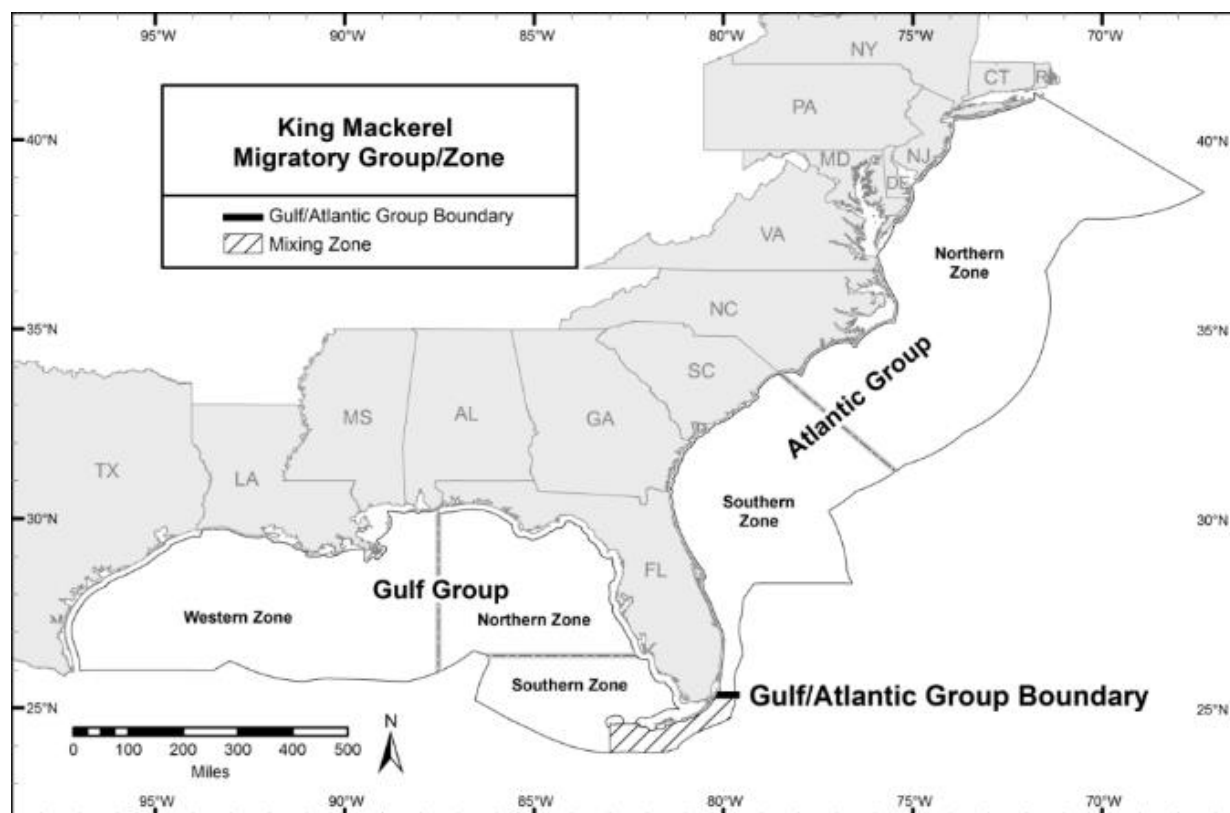 95°W 90°W 85°W 80°W 75°W 70°W
NY
CT
RI
PA
King Mackerel
Migratory Group/Zone
40°N
40°N
MD
NJ
DE
Gulf/Atlantic Group Boundary
Mixing Zone
VA
Northern
Zone
NC
35°N
35°N
SC
Atlantic Group
MS
AL
GA
TX
LA
Southern
Zone
30°N
30°N
FL
Gulf Group
Western Zone
Northern Zone
Southern Zone
Gulf/Atlantic Group Boundary
25°N
25°N
N
0 100 200 300 400 500
Miles
95°W 90°W 85°W 80°W 75°W 70°W